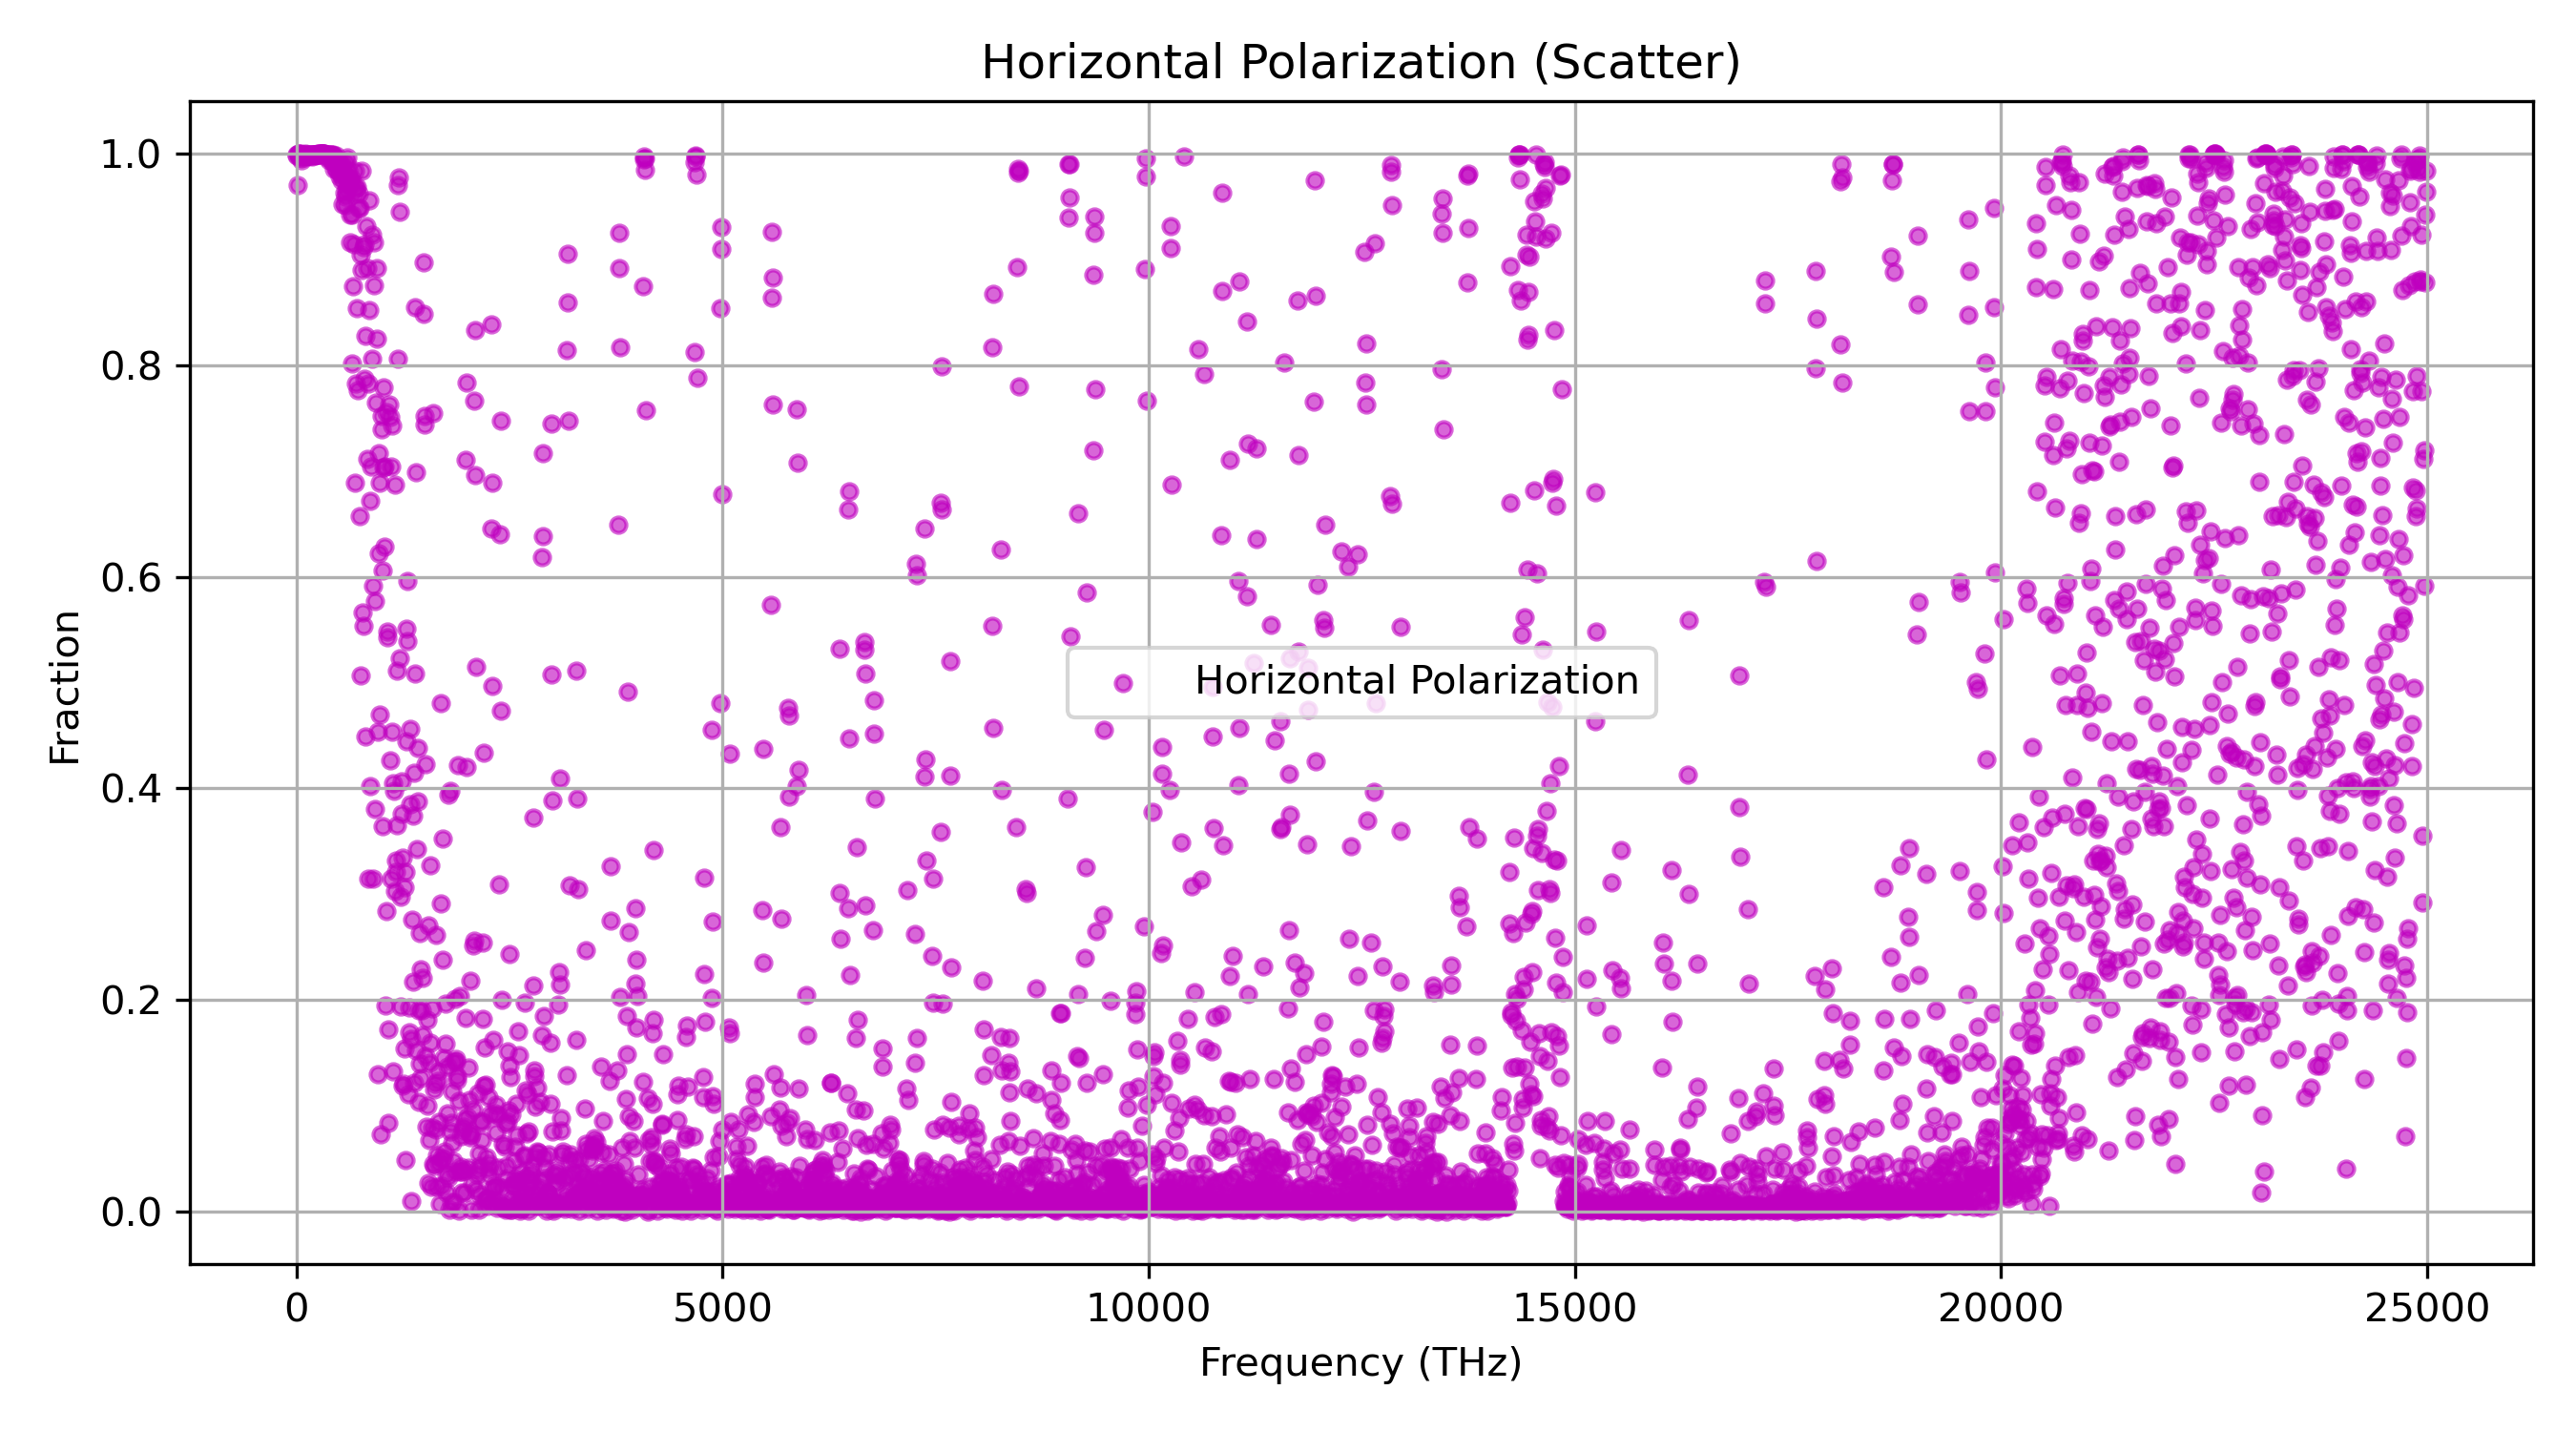 Horizontal Polarization (Scatter)
1.0
0.8
0.6
0.4
0.2
0.0
Fraction
Horizontal Polarization
0 5000 10000 15000 20000 25000
Frequency (THz)